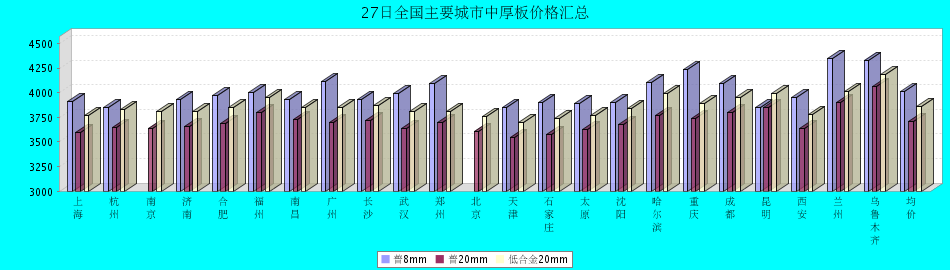 27日全国主要城市中厚板价格汇总
4500
4250
4000
3750
3500
3250
3000
上海
杭州
南京
济南
合肥
福州
南昌
广州
长沙
武汉
郑州
北京
天津
石家庄
太原
沈阳
哈尔滨
重庆
成都
昆明
西安
兰州
乌鲁木齐
均价
普8mm 普20mm 低合金20mm